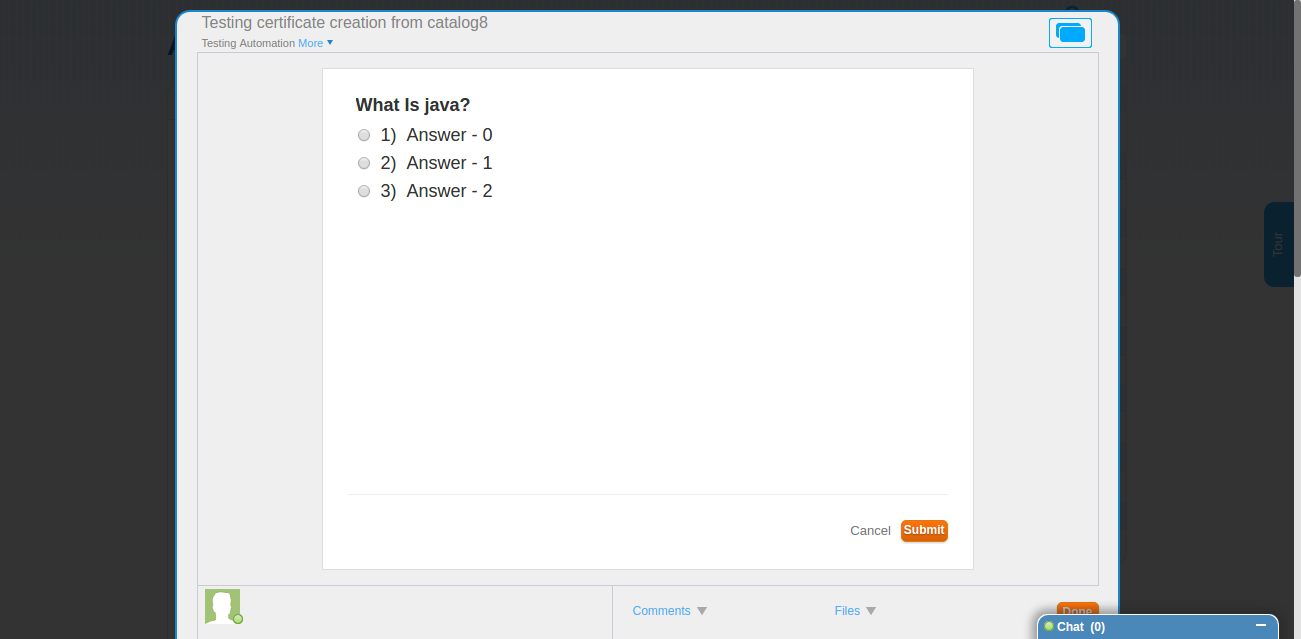 Testing certificate creation from catalog8
Testing Automation More
What Is java?
1) Answer - 0
2) Answer - 1
3) Answer - 2
Tour
Cancel Submit
Comments Files Done
Chat (0)